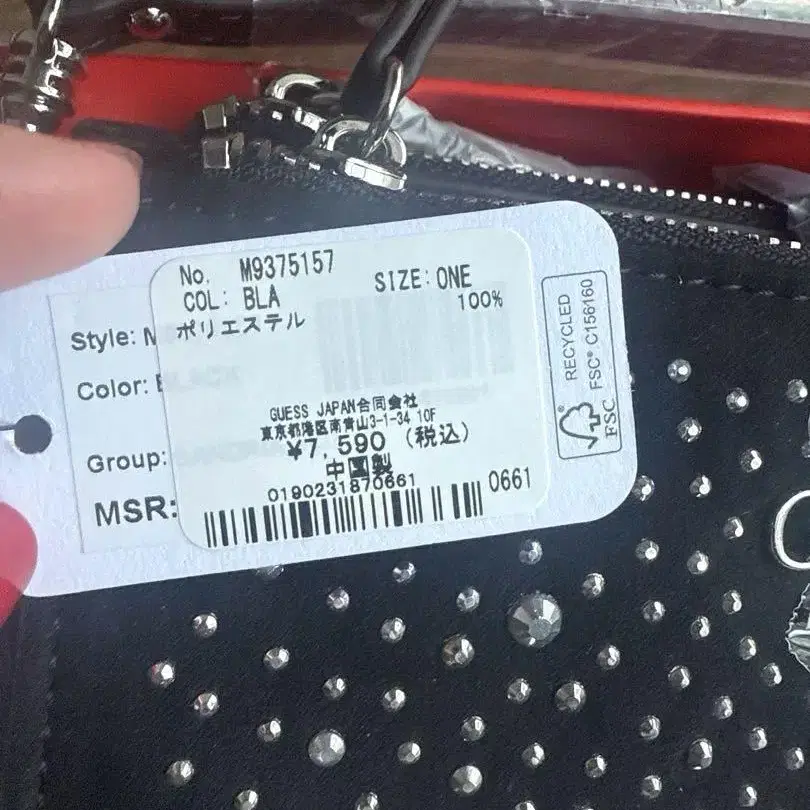 No. M9375157
COL: BLA SIZE:ONE
ポリエステル 100%
GUESS JAPAN合同会社
東京都港区南青山3-1-34 10F
¥7,590 (税込)
中国製
0190231870661
0661
Style: M
Color:
Group:
MSR:
RECYCLED
FSC® C156160
FSC